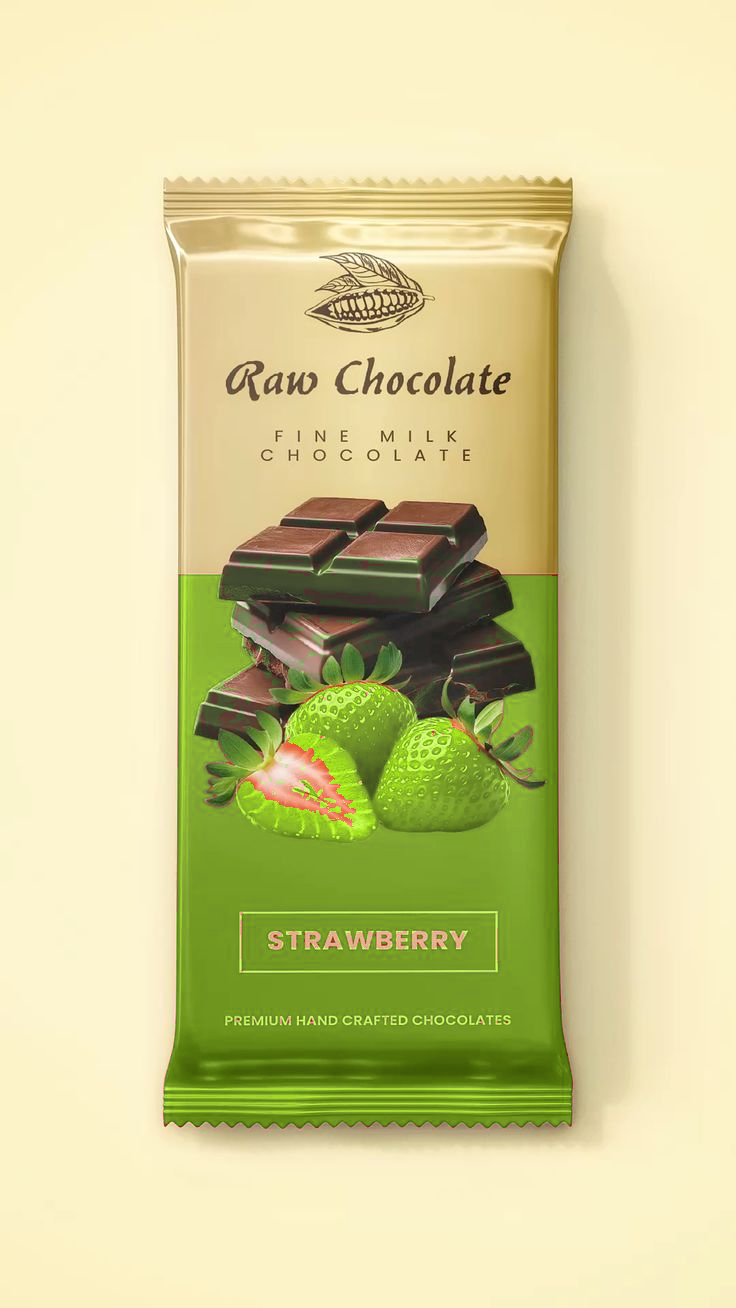 Raw Chocolate
FINE MILK
CHOCOLATE
STRAWBERRY
PREMIUM HAND CRAFTED CHOCOLATES